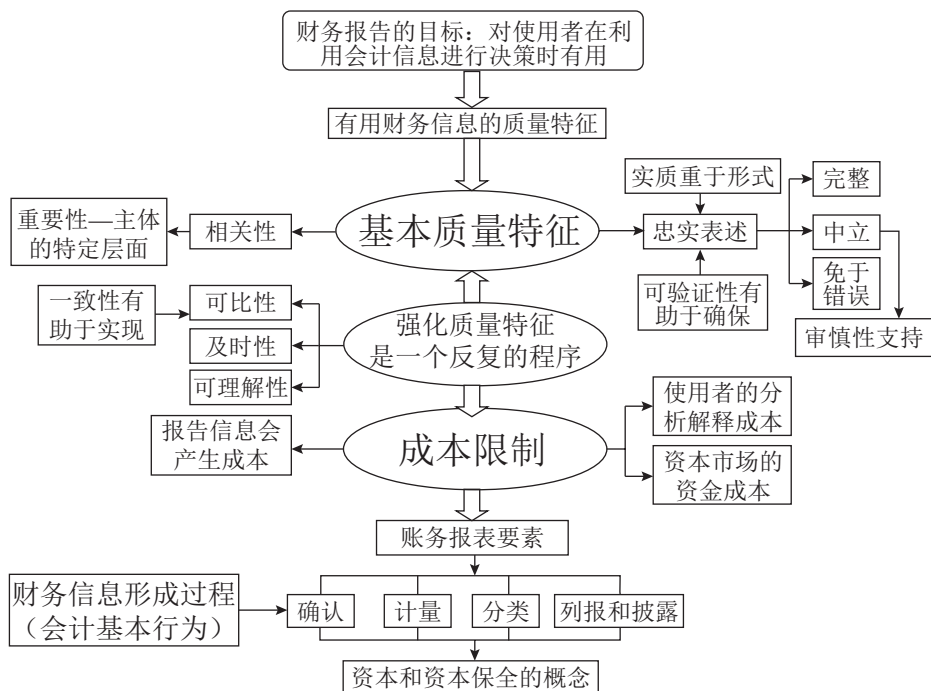 财务报告的目标：对使用者在利
用会计信息进行决策时有用
有用财务信息的质量特征
实质重于形式
完整
重要性—主体
的特定层面
相关性
基本质量特征
忠实表述
中立
免于
错误
一致性有
助于实现
可比性
可验证性有
助于确保
强化质量特征
是一个反复的程序
及时性
审慎性支持
可理解性
使用者的分
析解释成本
报告信息会
产生成本
成本限制
资本市场的
资金成本
账务报表要素
财务信息形成过程
（会计基本行为）
确认
计量
分类
列报和披露
资本和资本保全的概念